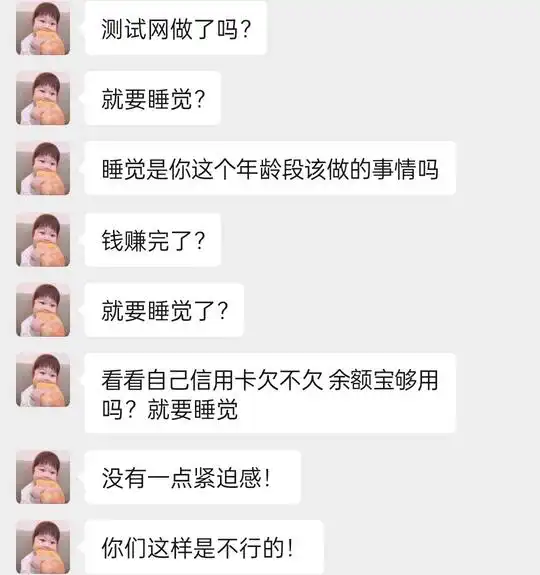 测试网做了吗？
就要睡觉？
睡觉是你这个年龄段该做的事情吗
钱赚完了？
就要睡觉了？
看看自己信用卡欠不欠 余额宝够用
吗？就要睡觉
没有一点紧迫感！
你们这样是不行的！